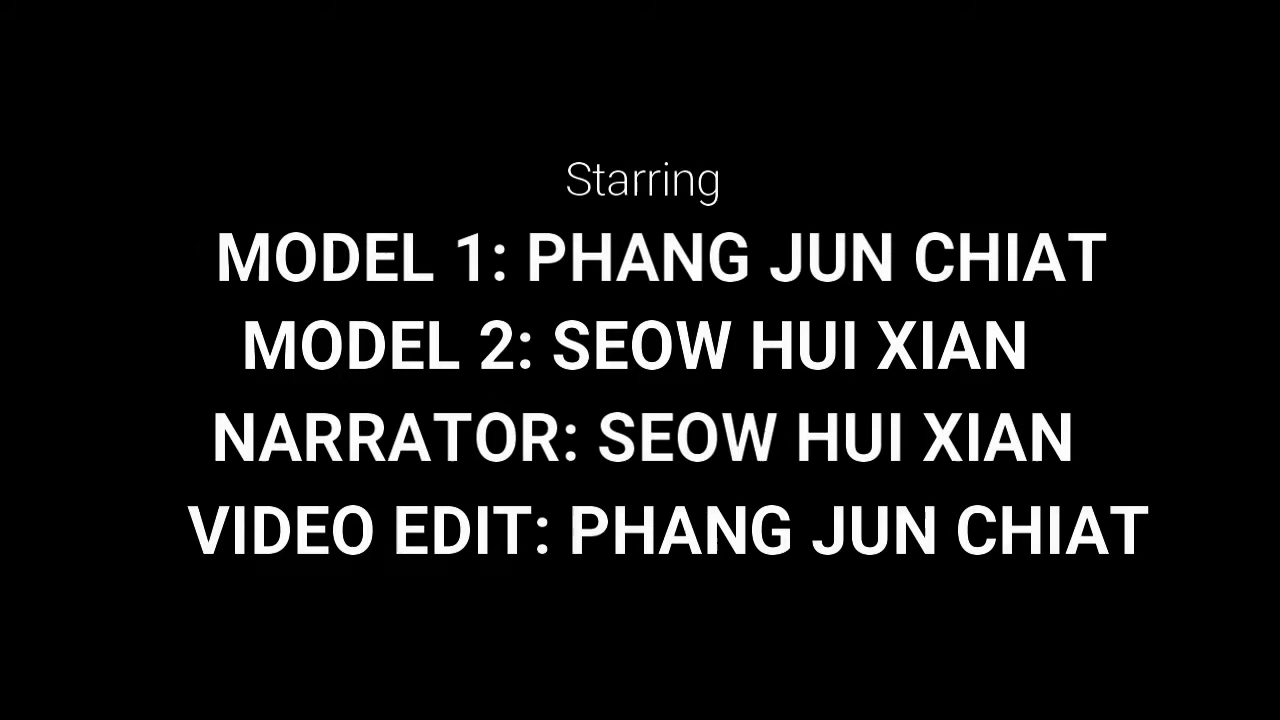 Starring
MODEL 1: PHANG JUN CHIAT
MODEL 2: SEOW HUI XIAN
NARRATOR: SEOW HUI XIAN
VIDEO EDIT: PHANG JUN CHIAT